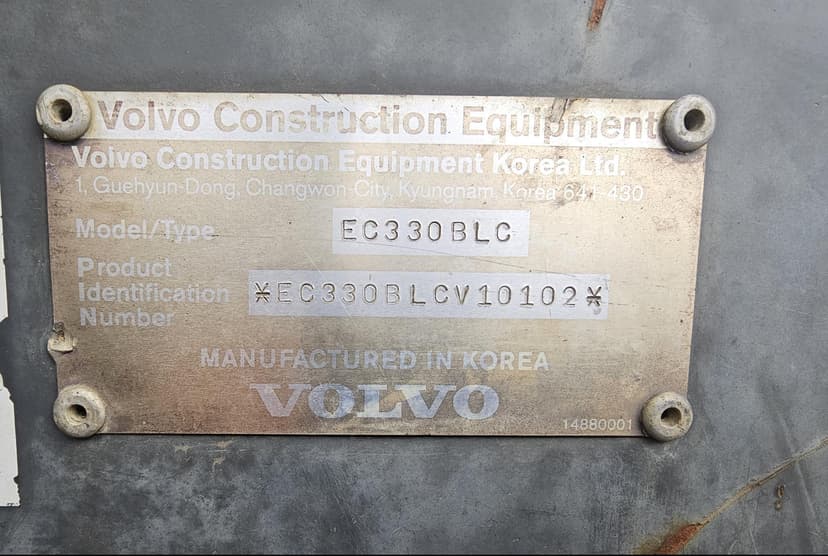 Volvo Construction Equipment
Volvo Construction Equipment Korea Ltd.
1, Guehyun-Dong, Changwon-City, Kyungnam, Korea 641-430
Model/Type EC330BLC
Product
Identification *EC330BLCV10102*
Number
MANUFACTURED IN KOREA
VOLVO
14880001